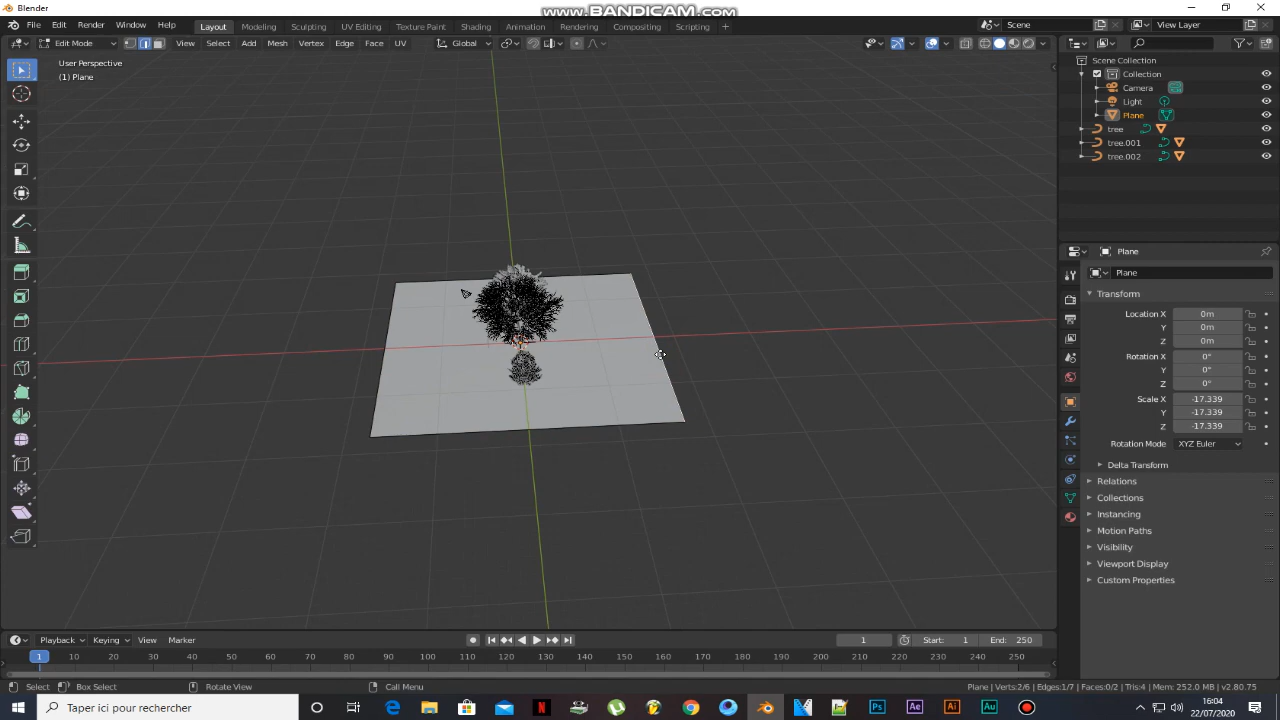 Blender
www.BANDICAM.com
File Edit Render Window Help Layout Modeling Sculpting UV Editing Texture Paint Shading Animation Rendering Compositing Scripting + Scene View Layer
Edit Mode View Select Add Mesh Vertex Edge Face UV Global
User Perspective
(1) Plane
Scene Collection
Collection
Camera
Light
Plane
tree
tree.001
tree.002
Plane
Plane
Transform
Location X 0m
Y 0m
Z 0m
Rotation X 0°
Y 0°
Z 0°
Scale X -17.339
Y -17.339
Z -17.339
Rotation Mode XYZ Euler
Delta Transform
Relations
Collections
Instancing
Motion Paths
Visibility
Viewport Display
Custom Properties
Playback Keying View Marker 1 Start: 1 End: 250
1 10 20 30 40 50 60 70 80 90 100 110 120 130 140 150 160 170 180 190 200 210 220 230 240 250
Select Box Select Rotate View Call Menu Plane | Verts:2/6 | Edges:1/7 | Faces:0/2 | Tris:4 | Mem: 252.0 MB | v2.80.75
Taper ici pour rechercher
16:04
22/07/2020